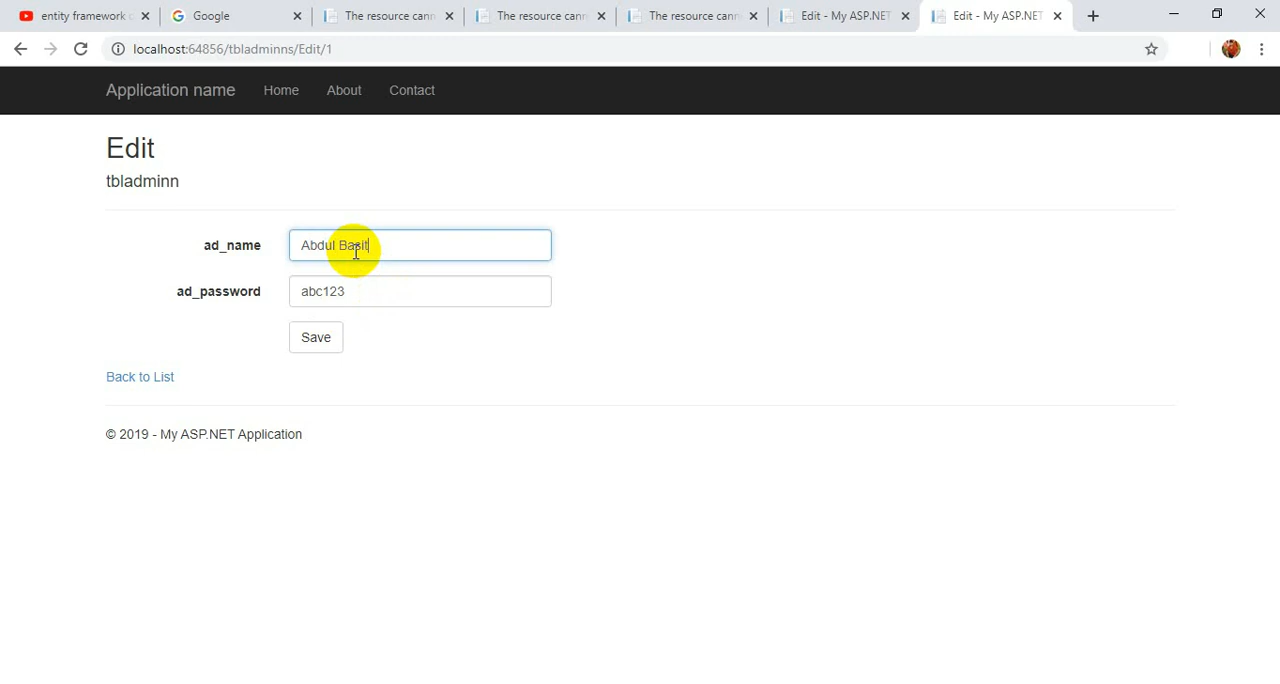 entity framework c
Google
The resource cann
The resource cann
The resource cann
Edit - My ASP.NET
Edit - My ASP.NET
localhost:64856/tbladminns/Edit/1
Application name Home About Contact
Edit
tbladminn
ad_name Abdul Basit
ad_password abc123
Save
Back to List
© 2019 - My ASP.NET Application